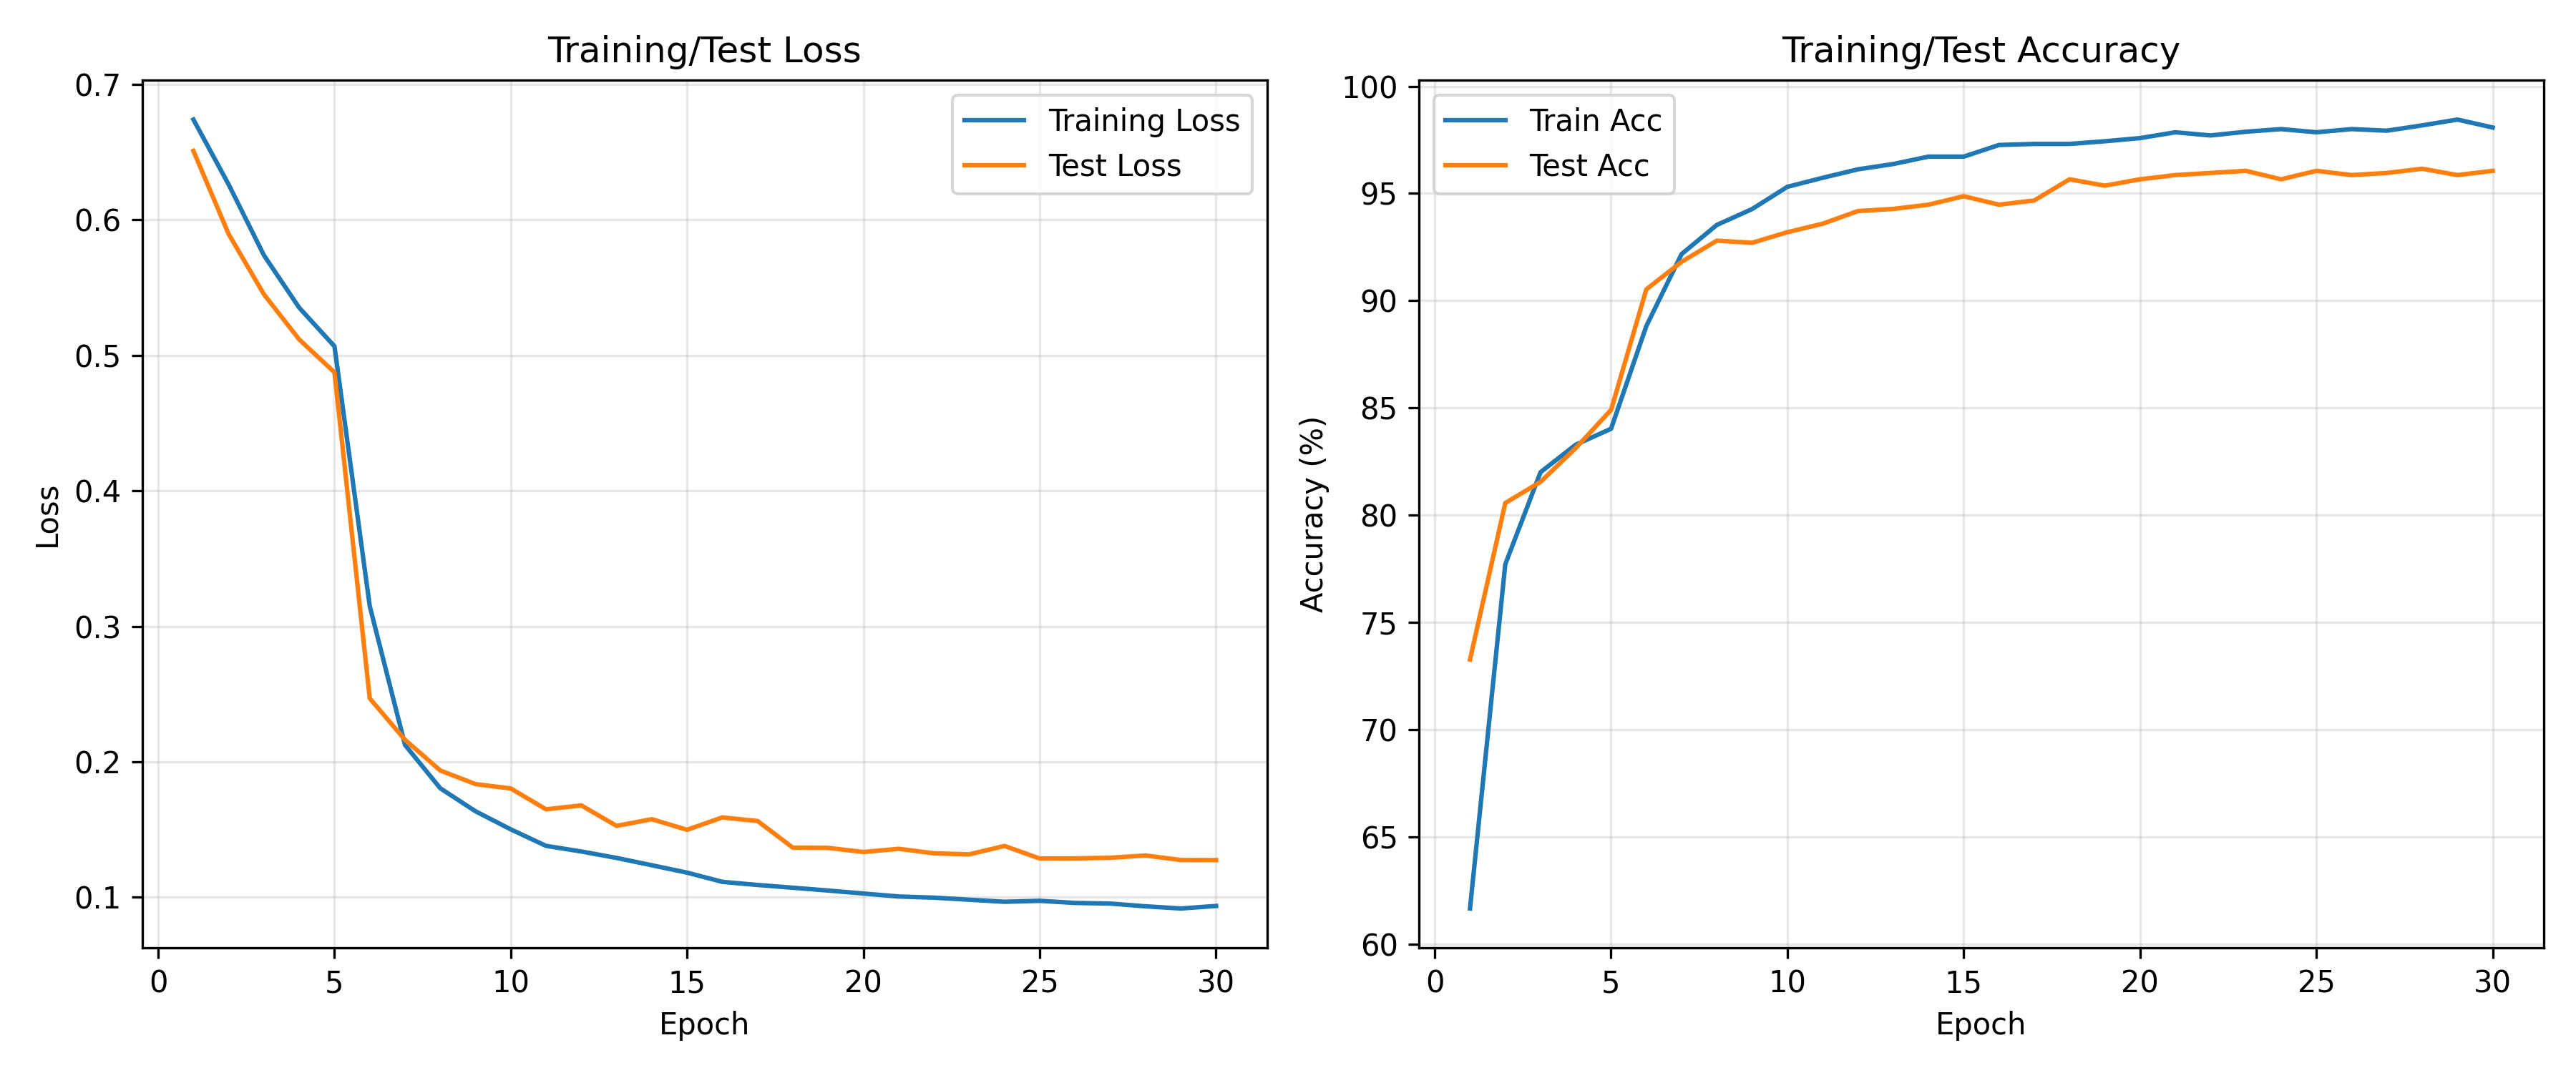 Training/Test Loss
Training Loss
Test Loss
0.7
0.6
0.5
0.4
0.3
0.2
0.1
Loss
0 5 10 15 20 25 30
Epoch
Training/Test Accuracy
Train Acc
Test Acc
100
95
90
85
80
75
70
65
60
Accuracy (%)
0 5 10 15 20 25 30
Epoch